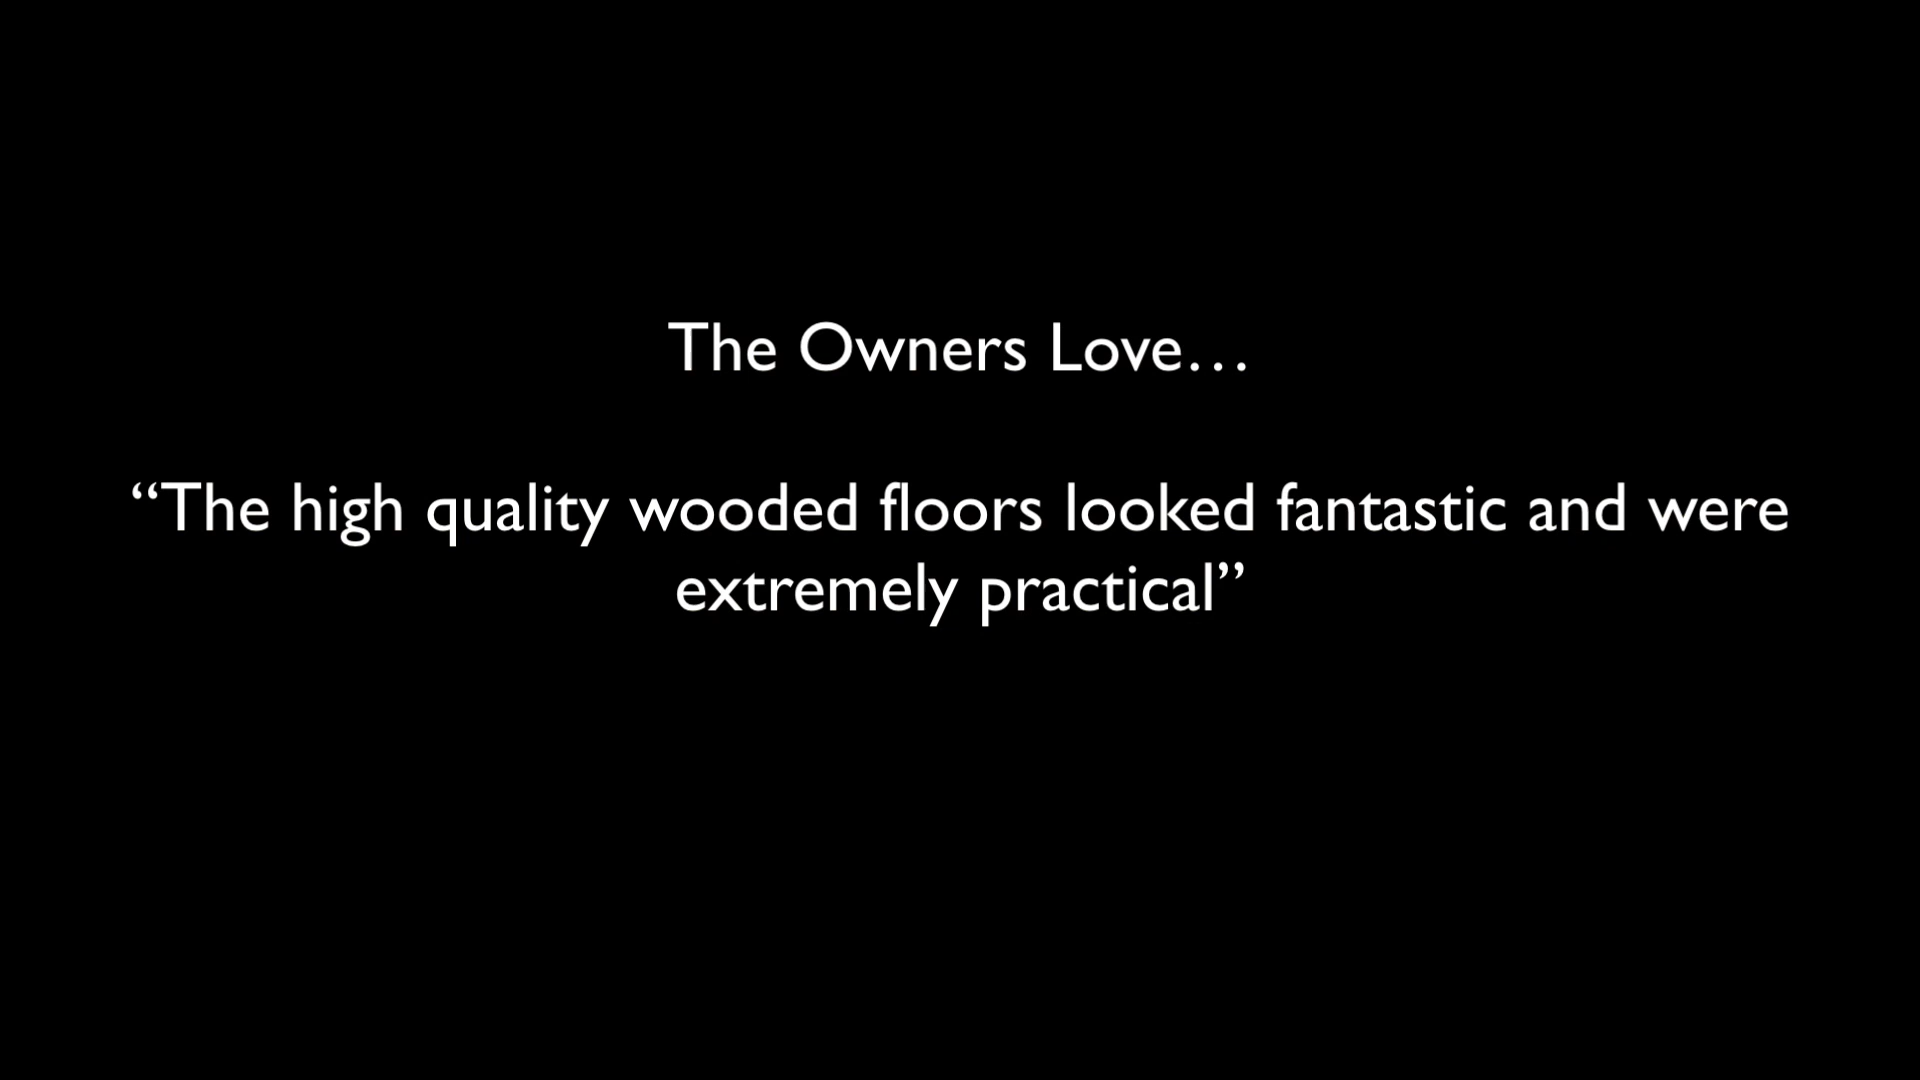 The Owners Love…
“The high quality wooded floors looked fantastic and were
extremely practical”